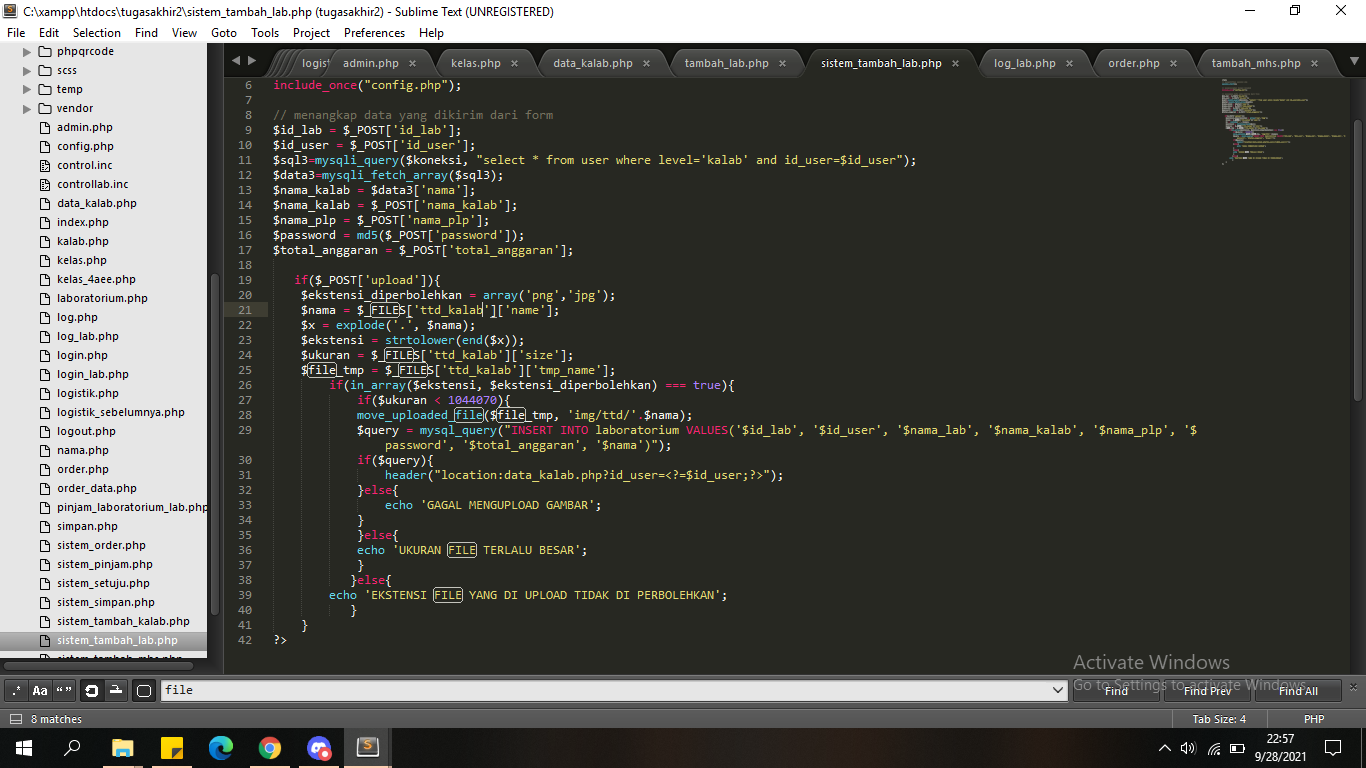 C:\xampp\htdocs\tugasakhir2\sistem_tambah_lab.php (tugasakhir2) - Sublime Text (UNREGISTERED)
File Edit Selection Find View Goto Tools Project Preferences Help
phpqrcode
scss
temp
vendor
admin.php
config.php
control.inc
controllab.inc
data_kalab.php
index.php
kalab.php
kelas.php
kelas_4aee.php
laboratorium.php
log.php
log_lab.php
login.php
login_lab.php
logistik.php
logistik_sebelumnya.php
logout.php
nama.php
order.php
order_data.php
pinjam_laboratorium_lab.php
simpan.php
sistem_order.php
sistem_pinjam.php
sistem_setuju.php
sistem_simpan.php
sistem_tambah_kalab.php
sistem_tambah_lab.php
sistem_tambah_mhs.php
logist admin.php × kelas.php × data_kalab.php × tambah_lab.php × sistem_tambah_lab.php × log_lab.php × order.php × tambah_mhs.php ×
6 include_once("config.php");
7
8 // menangkap data yang dikirim dari form
9 $id_lab = $_POST['id_lab'];
10 $id_user = $_POST['id_user'];
11 $sql3=mysqli_query($koneksi, "select * from user where level='kalab' and id_user=$id_user");
12 $data3=mysqli_fetch_array($sql3);
13 $nama_kalab = $data3['nama'];
14 $nama_kalab = $_POST['nama_kalab'];
15 $nama_plp = $_POST['nama_plp'];
16 $password = md5($_POST['password']);
17 $total_anggaran = $_POST['total_anggaran'];
18
19 if($_POST['upload']){
20 $ekstensi_diperbolehkan = array('png','jpg');
21 $nama = $_FILES['ttd_kalab']['name'];
22 $x = explode('.', $nama);
23 $ekstensi = strtolower(end($x));
24 $ukuran = $_FILES['ttd_kalab']['size'];
25 $file_tmp = $_FILES['ttd_kalab']['tmp_name'];
26 if(in_array($ekstensi, $ekstensi_diperbolehkan) === true){
27 if($ukuran < 1044070){
28 move_uploaded_file($file_tmp, 'img/ttd/'.$nama);
29 $query = mysql_query("INSERT INTO laboratorium VALUES('$id_lab', '$id_user', '$nama_lab', '$nama_kalab', '$nama_plp', '$
password', '$total_anggaran', '$nama')");
30 if($query){
31 header("location:data_kalab.php?id_user=<?=$id_user;?>");
32 }else{
33 echo 'GAGAL MENGUPLOAD GAMBAR';
34 }
35 }else{
36 echo 'UKURAN FILE TERLALU BESAR';
37 }
38 }else{
39 echo 'EKSTENSI FILE YANG DI UPLOAD TIDAK DI PERBOLEHKAN';
40 }
41 }
42 ?>
Activate Windows
Go to Settings to activate Windows.
.* Aa “” file Find Find Prev Find All
8 matches Tab Size: 4 PHP
22:57
9/28/2021